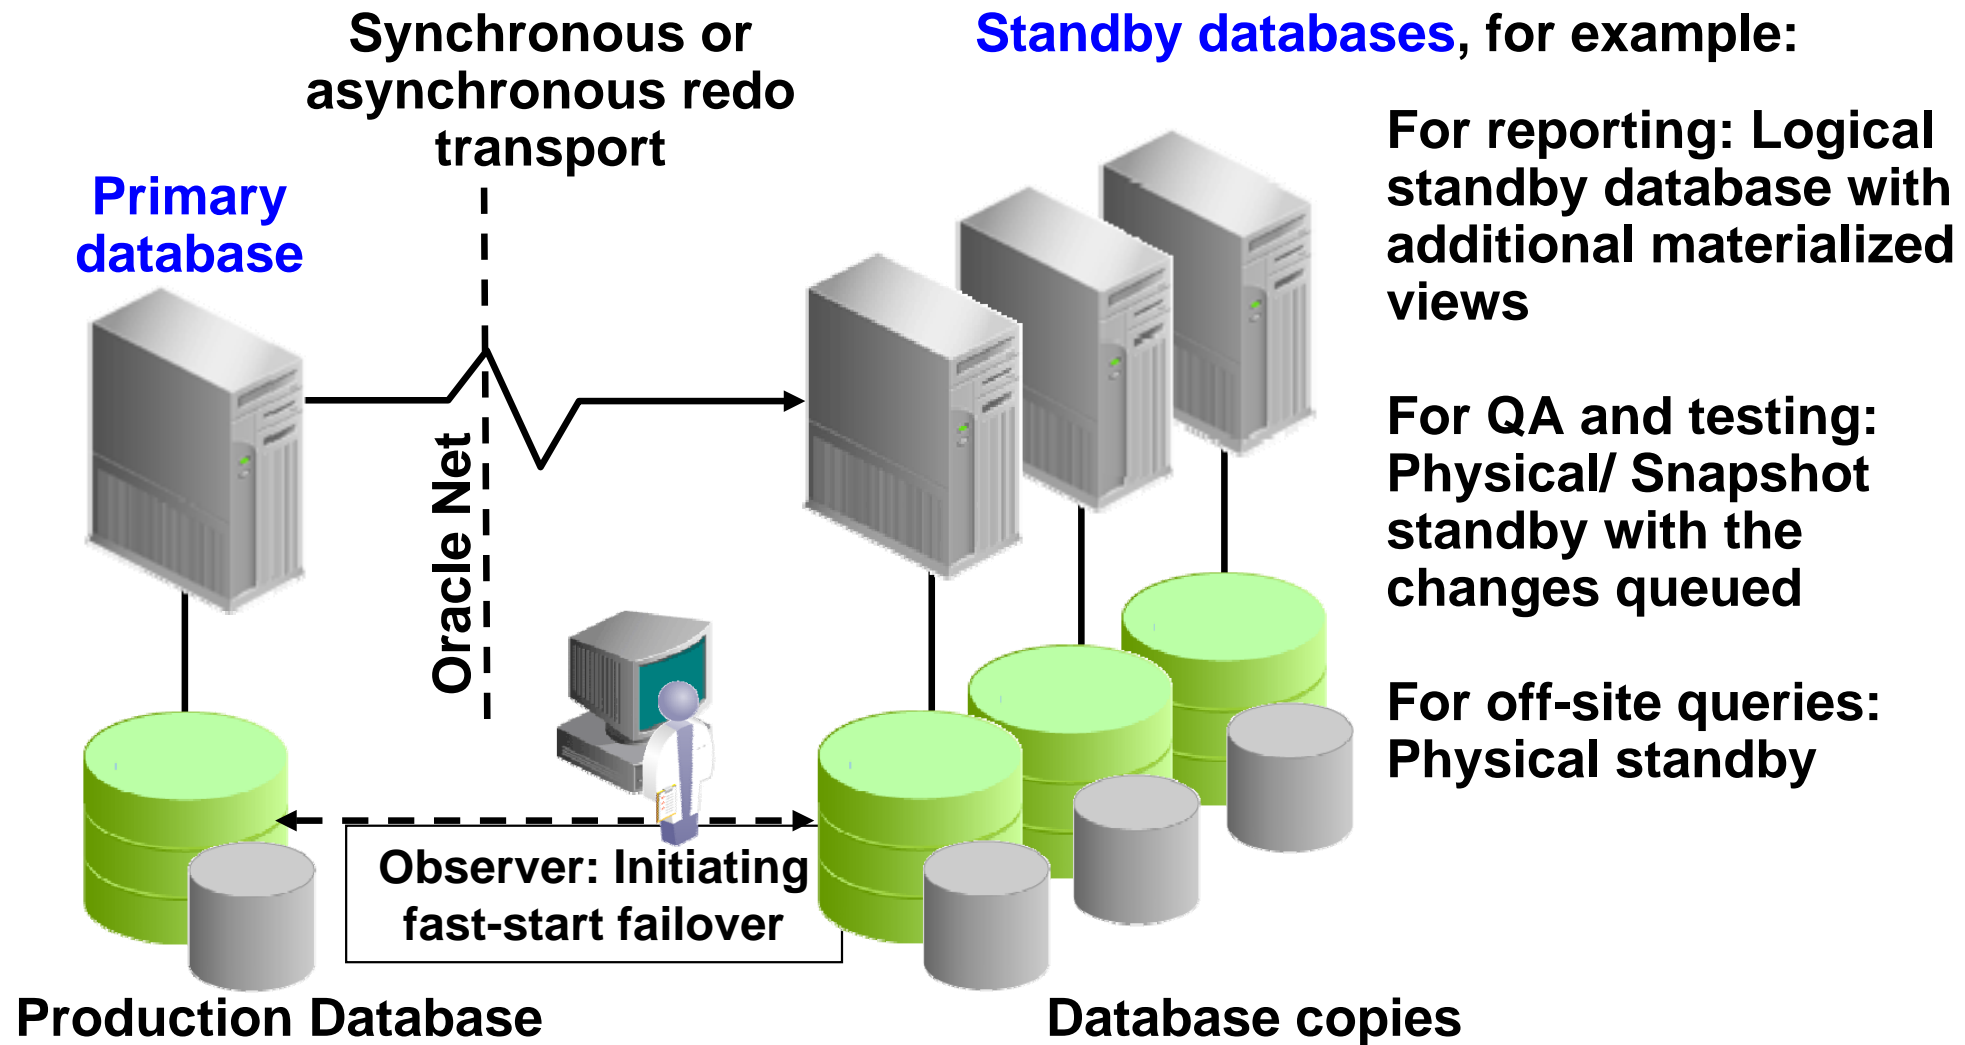 Synchronous or
asynchronous redo
transport
Standby databases, for example:
Primary
database
For reporting: Logical
standby database with
additional materialized
views
Oracle Net
For QA and testing:
Physical/ Snapshot
standby with the
changes queued
For off-site queries:
Physical standby
Observer: Initiating
fast-start failover
Production Database
Database copies